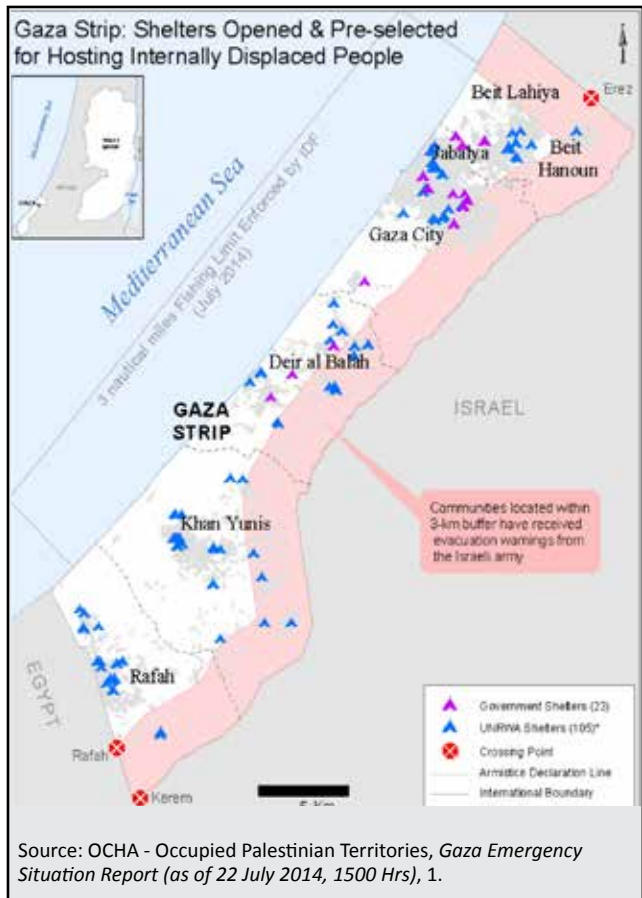 Gaza Strip: Shelters Opened & Pre-selected
for Hosting Internally Displaced People
Mediterranean Sea
3 nautical miles Fishing Limit Enforced by IDF
(July 2014)
Erez
Beit Lahiya
Beit
Hanoun
Jabalya
Gaza City
Deir al Balah
ISRAEL
GAZA
STRIP
Communities located within
3-km buffer have received
evacuation warnings from
the Israeli army
Khan Yunis
Rafah
EGYPT
Rafah
Kerem
5 Km
Government Shelters (23)
UNRWA Shelters (105)*
Crossing Point
Armistice Declaration Line
International Boundary
Source: OCHA - Occupied Palestinian Territories, Gaza Emergency
Situation Report (as of 22 July 2014, 1500 Hrs), 1.